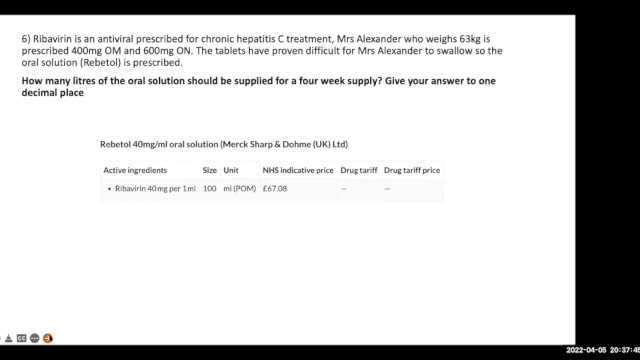 6) Ribavirin is an antiviral prescribed for chronic hepatitis C treatment, Mrs Alexander who weighs 63kg is
prescribed 400mg OM and 600mg ON. The tablets have proven difficult for Mrs Alexander to swallow so the
oral solution (Rebetol) is prescribed.
How many litres of the oral solution should be supplied for a four week supply? Give your answer to one
decimal place
Rebetol 40mg/ml oral solution (Merck Sharp & Dohme (UK) Ltd)
Active ingredients Size Unit NHS indicative price Drug tariff Drug tariff price
• Ribavirin 40 mg per 1 ml 100 ml (POM) £67.08 — —
CC
2022-04-05 20:37:45